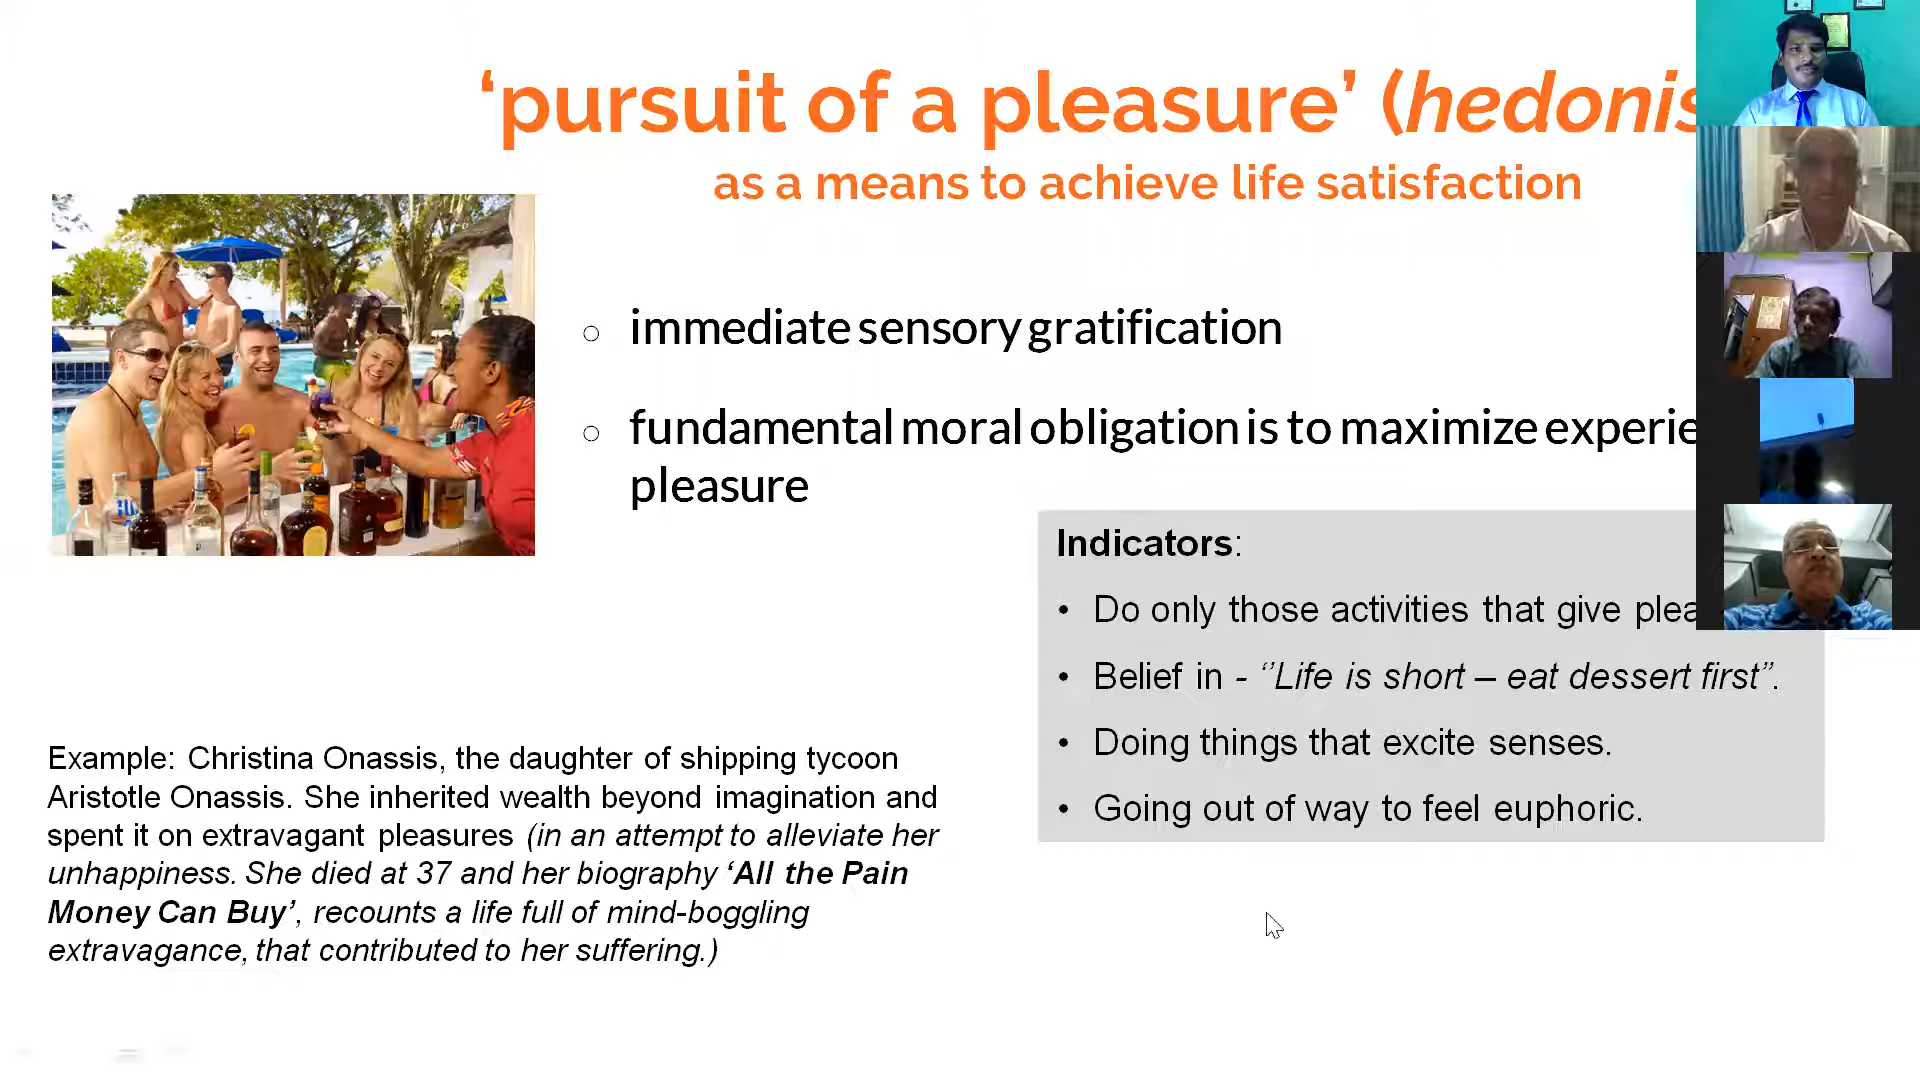 ‘pursuit of a pleasure’ (hedonis
as a means to achieve life satisfaction
○ immediate sensory gratification
○ fundamental moral obligation is to maximize experie
pleasure
Indicators:
• Do only those activities that give plea
• Belief in - “Life is short – eat dessert first”.
• Doing things that excite senses.
• Going out of way to feel euphoric.
Example: Christina Onassis, the daughter of shipping tycoon
Aristotle Onassis. She inherited wealth beyond imagination and
spent it on extravagant pleasures (in an attempt to alleviate her
unhappiness. She died at 37 and her biography ‘All the Pain
Money Can Buy’, recounts a life full of mind-boggling
extravagance, that contributed to her suffering.)